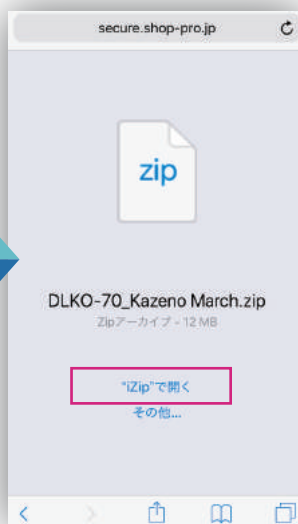 secure.shop-pro.jp
zip
DLKO-70_Kazeno March.zip
Zipアーカイブ - 12 MB
"iZip"で開く
その他...